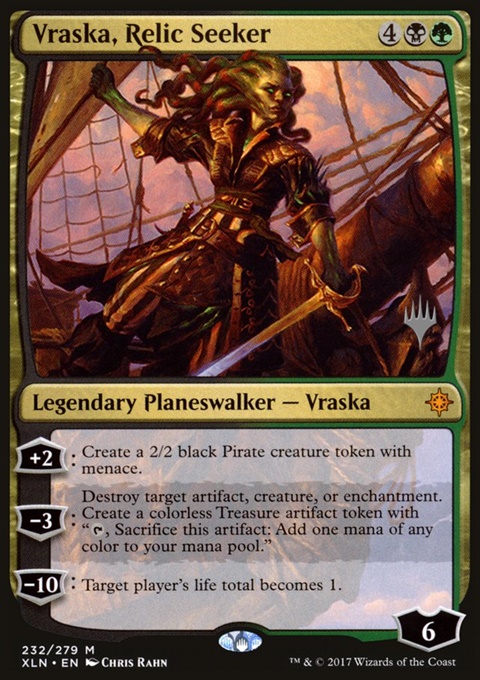 Vraska, Relic Seeker 4
Legendary Planeswalker — Vraska
+2 : Create a 2/2 black Pirate creature token with
menace.
Destroy target artifact, creature, or enchantment.
-3 : Create a colorless Treasure artifact token with
“, Sacrifice this artifact: Add one mana of any
color to your mana pool.”
-10 : Target player's life total becomes 1.
6
232/279 M
XLN • EN Chris Rahn
™ & © 2017 Wizards of the Coast